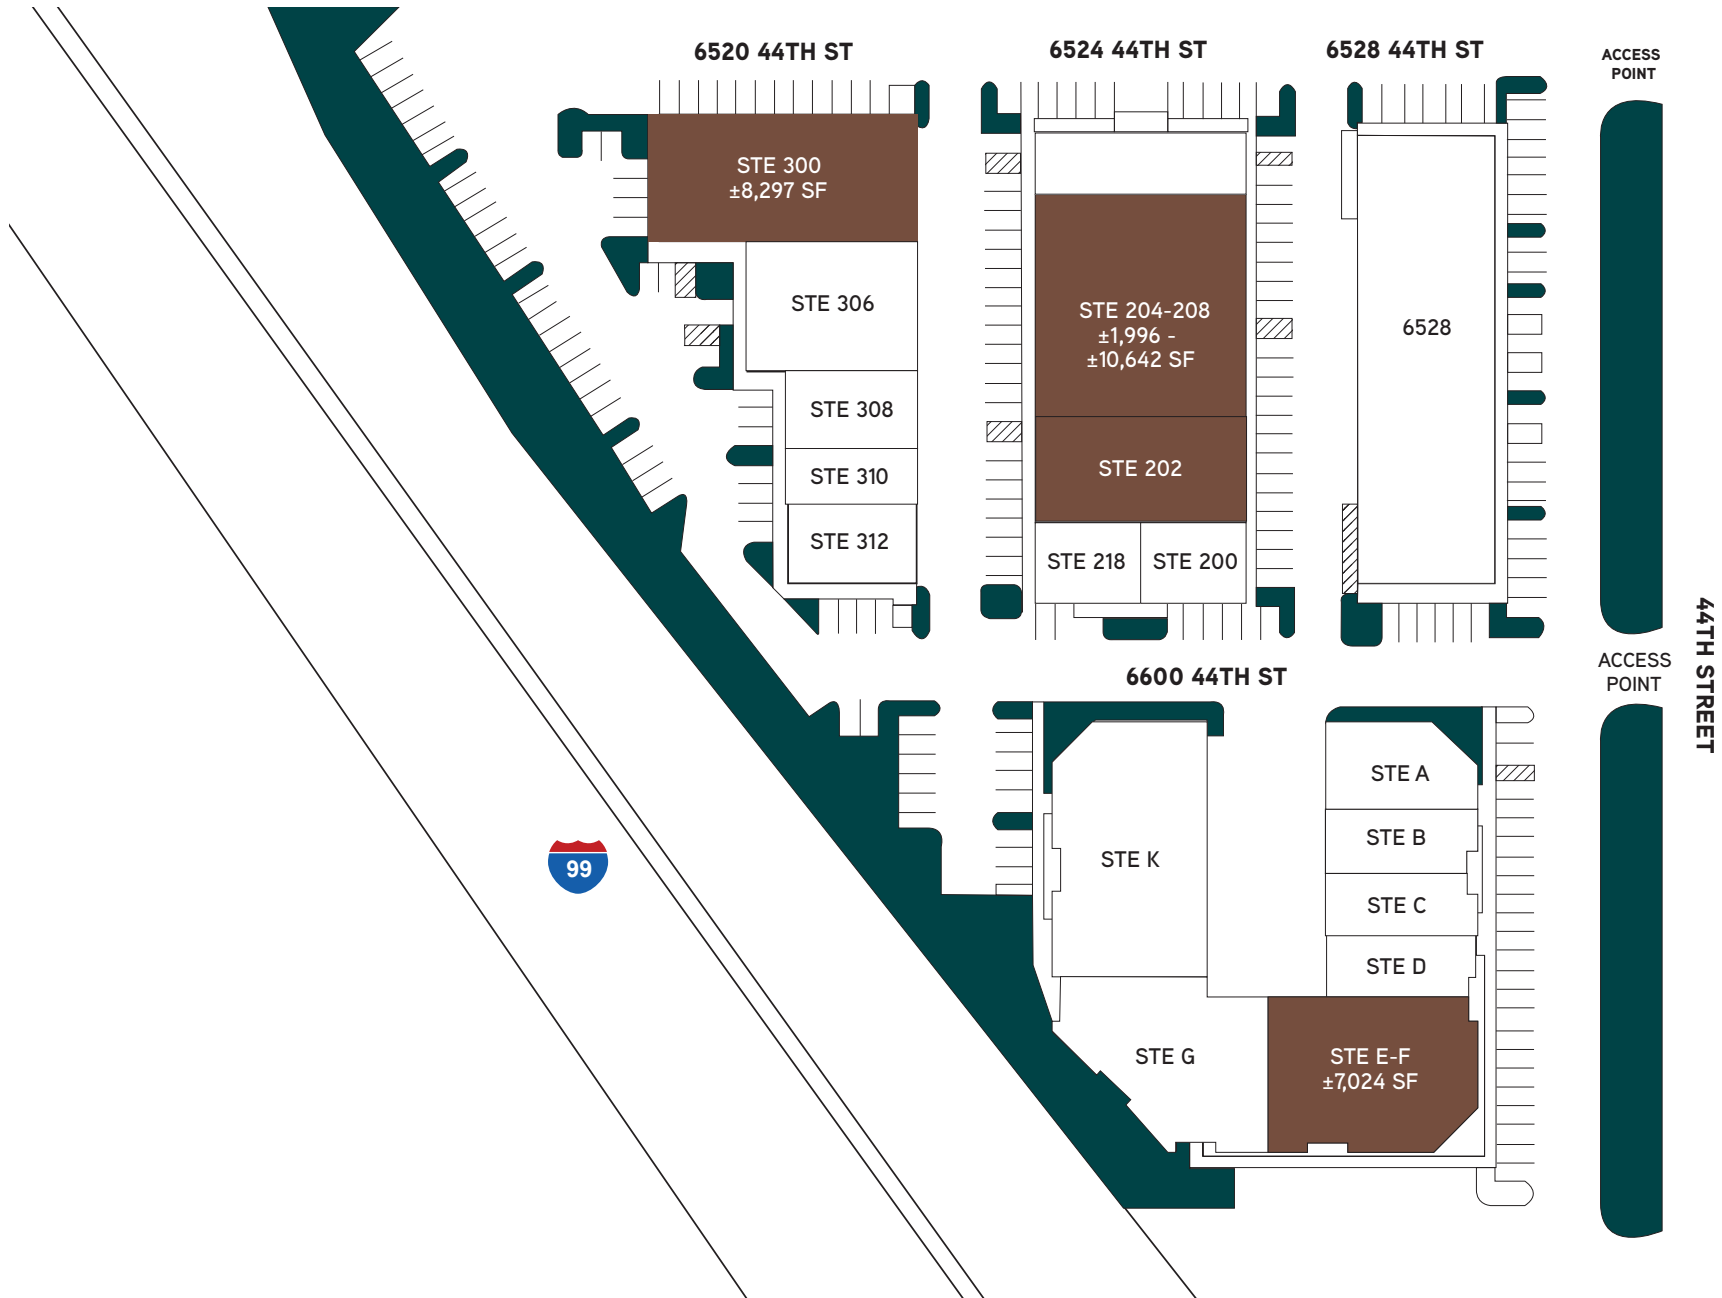 6520 44TH ST
6524 44TH ST
6528 44TH ST
ACCESS
POINT
STE 300
±8,297 SF
STE 306
STE 308
STE 310
STE 312
STE 204-208
±1,996 -
±10,642 SF
STE 202
STE 218
STE 200
6528
44TH STREET
ACCESS
POINT
6600 44TH ST
STE K
STE A
STE B
STE C
STE D
STE G
STE E-F
±7,024 SF
99